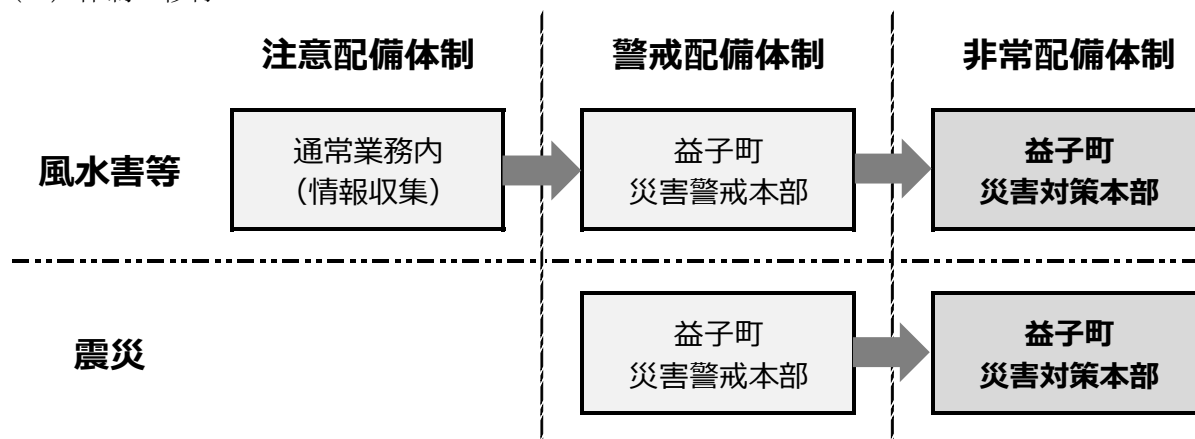 注意配備体制
警戒配備体制
非常配備体制
風水害等
通常業務内
（情報収集）
益子町
災害警戒本部
益子町
災害対策本部
震災
益子町
災害警戒本部
益子町
災害対策本部